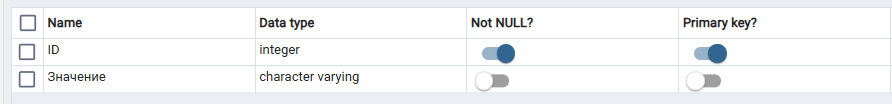 Name Data type Not NULL? Primary key?
ID integer
Значение character varying